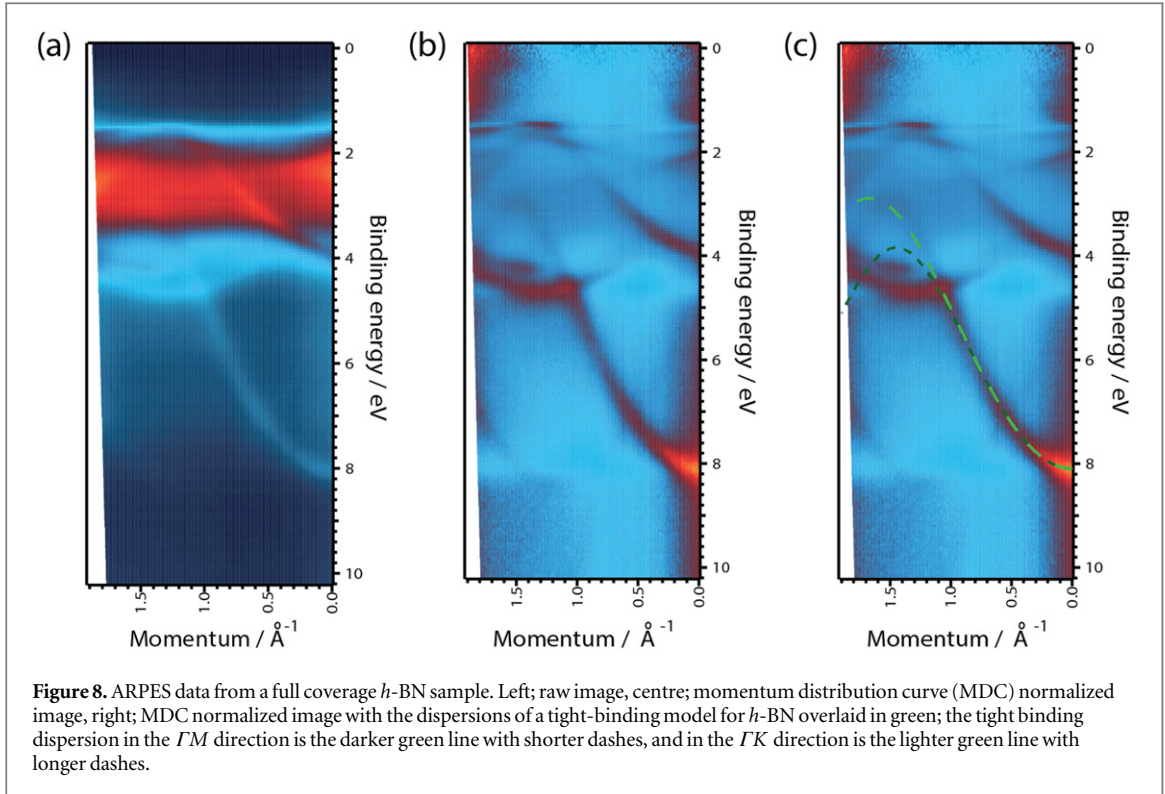 (a)
(b)
(c)
0
2
4
6
8
10
Binding energy / eV
1.5
1.0
0.5
0.0
Momentum / Å⁻¹
0
2
4
6
8
10
Binding energy / eV
1.5
1.0
0.5
0.0
Momentum / Å⁻¹
0
2
4
6
8
10
Binding energy / eV
1.5
1.0
0.5
0.0
Momentum / Å⁻¹
Figure 8. ARPES data from a full coverage h-BN sample. Left; raw image, centre; momentum distribution curve (MDC) normalized
image, right; MDC normalized image with the dispersions of a tight-binding model for h-BN overlaid in green; the tight binding
dispersion in the ΓM direction is the darker green line with shorter dashes, and in the ΓK direction is the lighter green line with
longer dashes.